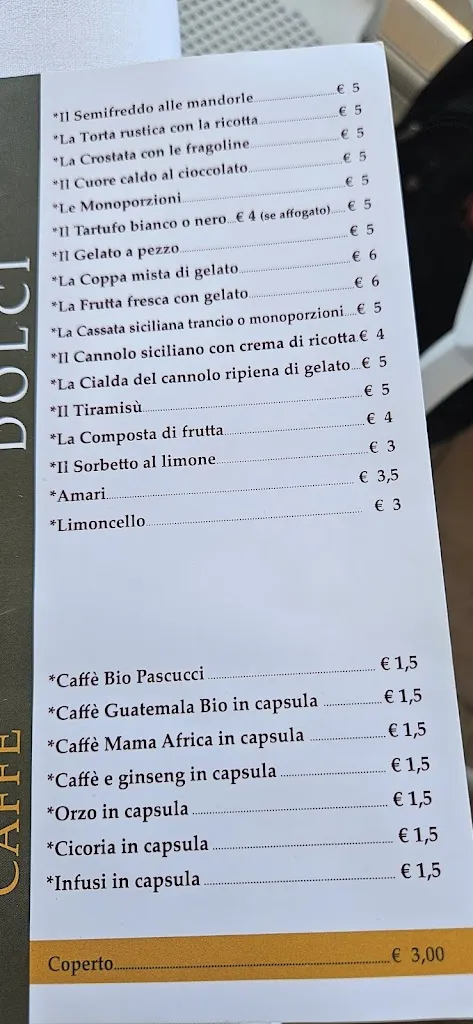 DOLCI
*Il Semifreddo alle mandorle € 5
*La Torta rustica con la ricotta € 5
*La Crostata con le fragoline € 5
*Il Cuore caldo al cioccolato € 5
*Le Monoporzioni € 5
*Il Tartufo bianco o nero...€ 4 (se affogato)..... € 5
*Il Gelato a pezzo € 5
*La Coppa mista di gelato € 6
*La Frutta fresca con gelato € 6
*La Cassata siciliana trancio o monoporzioni....€ 5
*Il Cannolo siciliano con crema di ricotta.€ 4
*La Cialda del cannolo ripiena di gelato...€ 5
*Il Tiramisù € 5
*La Composta di frutta € 4
*Il Sorbetto al limone € 3
*Amari € 3,5
*Limoncello € 3
CAFFÈ
*Caffè Bio Pascucci € 1,5
*Caffè Guatemala Bio in capsula € 1,5
*Caffè Mama Africa in capsula € 1,5
*Caffè e ginseng in capsula € 1,5
*Orzo in capsula € 1,5
*Cicoria in capsula € 1,5
*Infusi in capsula € 1,5
Coperto € 3,00